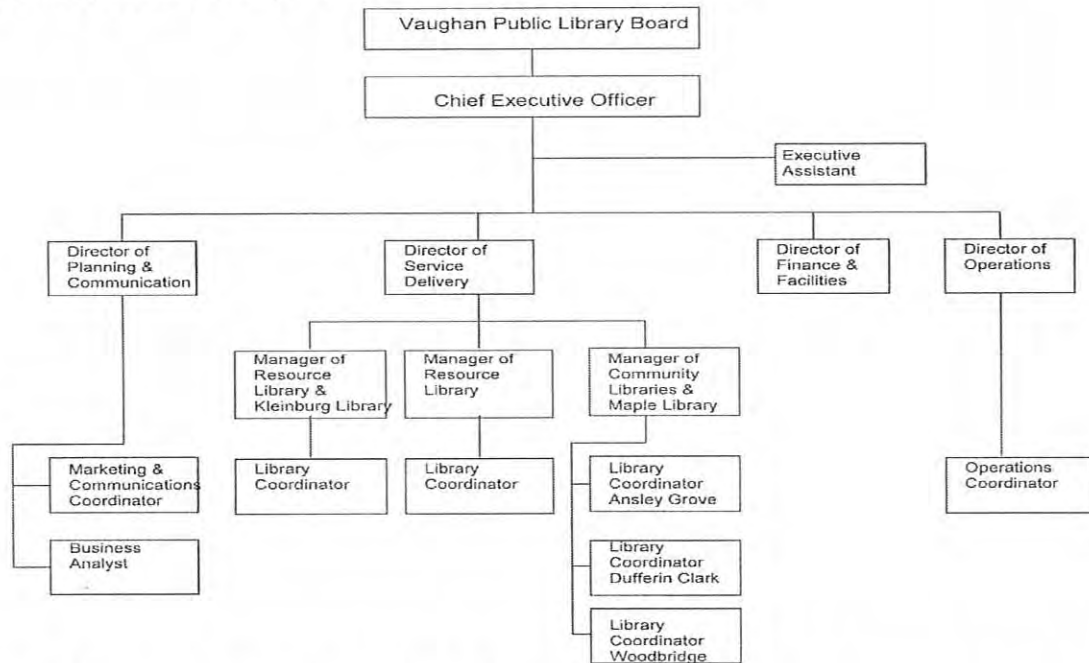 Vaughan Public Library Board
Chief Executive Officer
Executive
Assistant
Director of
Planning &
Communication
Director of
Service
Delivery
Director of
Finance &
Facilities
Director of
Operations
Manager of
Resource
Library &
Kleinburg Library
Manager of
Resource
Library
Manager of
Community
Libraries &
Maple Library
Marketing &
Communications
Coordinator
Library
Coordinator
Library
Coordinator
Library
Coordinator
Ansley Grove
Operations
Coordinator
Business
Analyst
Library
Coordinator
Dufferin Clark
Library
Coordinator
Woodbridge